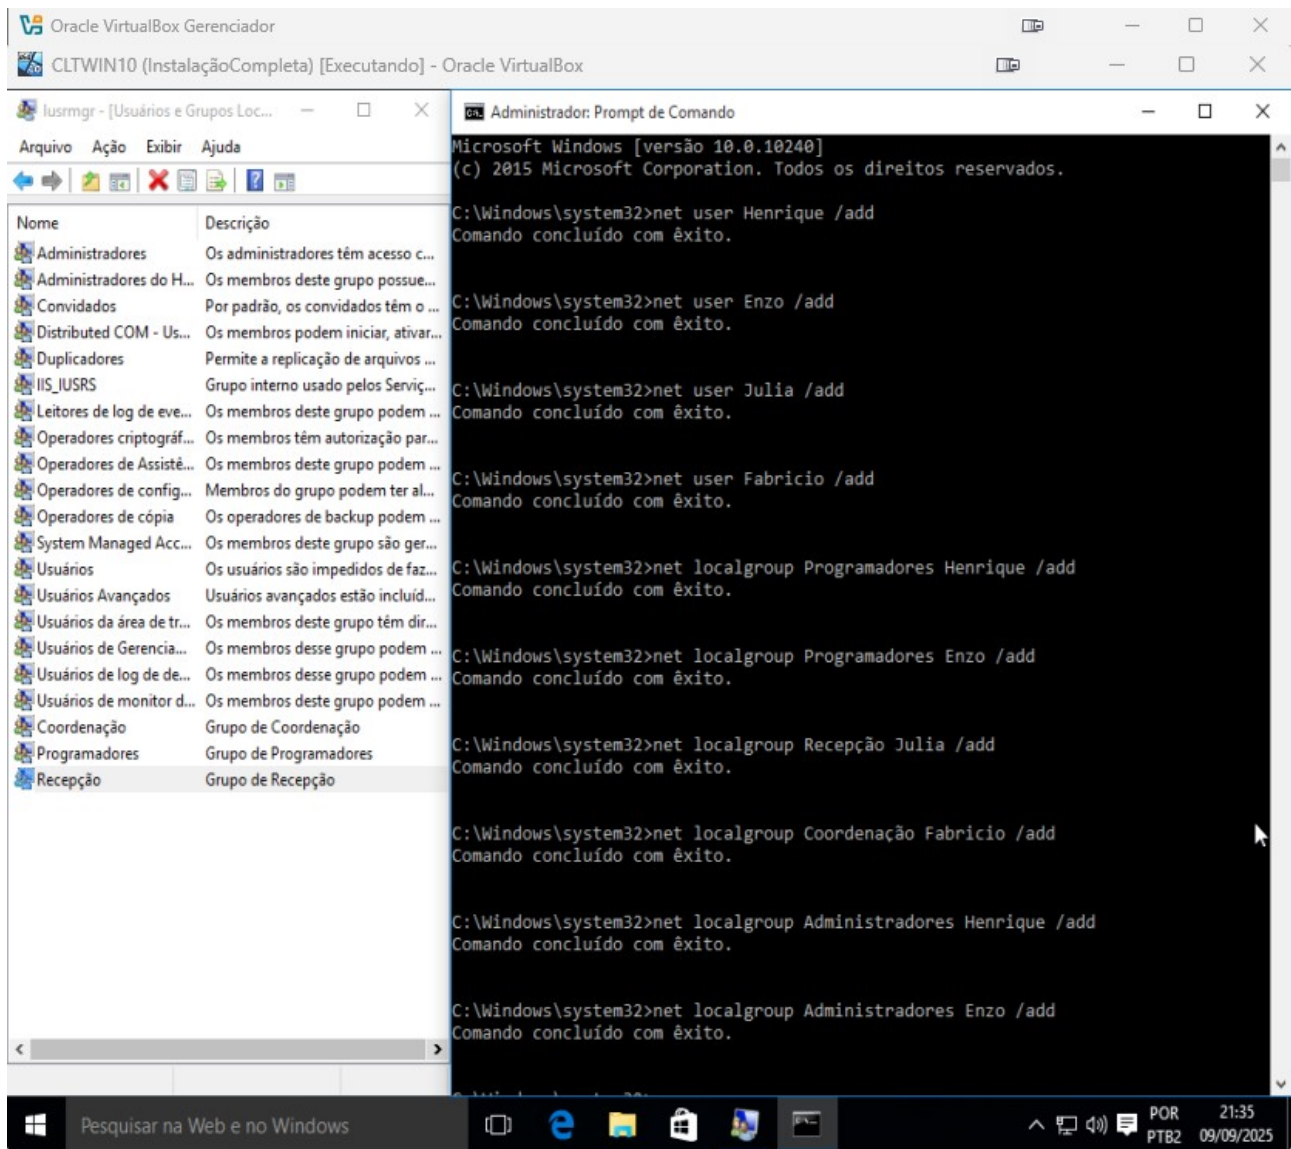 Oracle VirtualBox Gerenciador
CLTWIN10 (InstalaçãoCompleta) [Executando] - Oracle VirtualBox
lusrmgr - [Usuários e Grupos Loc...
Arquivo Ação Exibir Ajuda
Nome Descrição
Administradores Os administradores têm acesso c...
Administradores do H... Os membros deste grupo possue...
Convidados Por padrão, os convidados têm o ...
Distributed COM - Us... Os membros podem iniciar, ativar...
Duplicadores Permite a replicação de arquivos ...
IIS_IUSRS Grupo interno usado pelos Serviç...
Leitores de log de eve... Os membros deste grupo podem ...
Operadores criptográf... Os membros têm autorização par...
Operadores de Assistê... Os membros deste grupo podem ...
Operadores de config... Membros do grupo podem ter al...
Operadores de cópia Os operadores de backup podem ...
System Managed Acc... Os membros deste grupo são ger...
Usuários Os usuários são impedidos de faz...
Usuários Avançados Usuários avançados estão incluíd...
Usuários da área de tr... Os membros deste grupo têm dir...
Usuários de Gerencia... Os membros desse grupo podem ...
Usuários de log de de... Os membros desse grupo podem ...
Usuários de monitor d... Os membros deste grupo podem ...
Coordenação Grupo de Coordenação
Programadores Grupo de Programadores
Recepção Grupo de Recepção
Administrador: Prompt de Comando
Microsoft Windows [versão 10.0.10240]
(c) 2015 Microsoft Corporation. Todos os direitos reservados.
C:\Windows\system32>net user Henrique /add
Comando concluído com êxito.
C:\Windows\system32>net user Enzo /add
Comando concluído com êxito.
C:\Windows\system32>net user Julia /add
Comando concluído com êxito.
C:\Windows\system32>net user Fabricio /add
Comando concluído com êxito.
C:\Windows\system32>net localgroup Programadores Henrique /add
Comando concluído com êxito.
C:\Windows\system32>net localgroup Programadores Enzo /add
Comando concluído com êxito.
C:\Windows\system32>net localgroup Recepção Julia /add
Comando concluído com êxito.
C:\Windows\system32>net localgroup Coordenação Fabricio /add
Comando concluído com êxito.
C:\Windows\system32>net localgroup Administradores Henrique /add
Comando concluído com êxito.
C:\Windows\system32>net localgroup Administradores Enzo /add
Comando concluído com êxito.
Pesquisar na Web e no Windows
POR 21:35
PTB2 09/09/2025